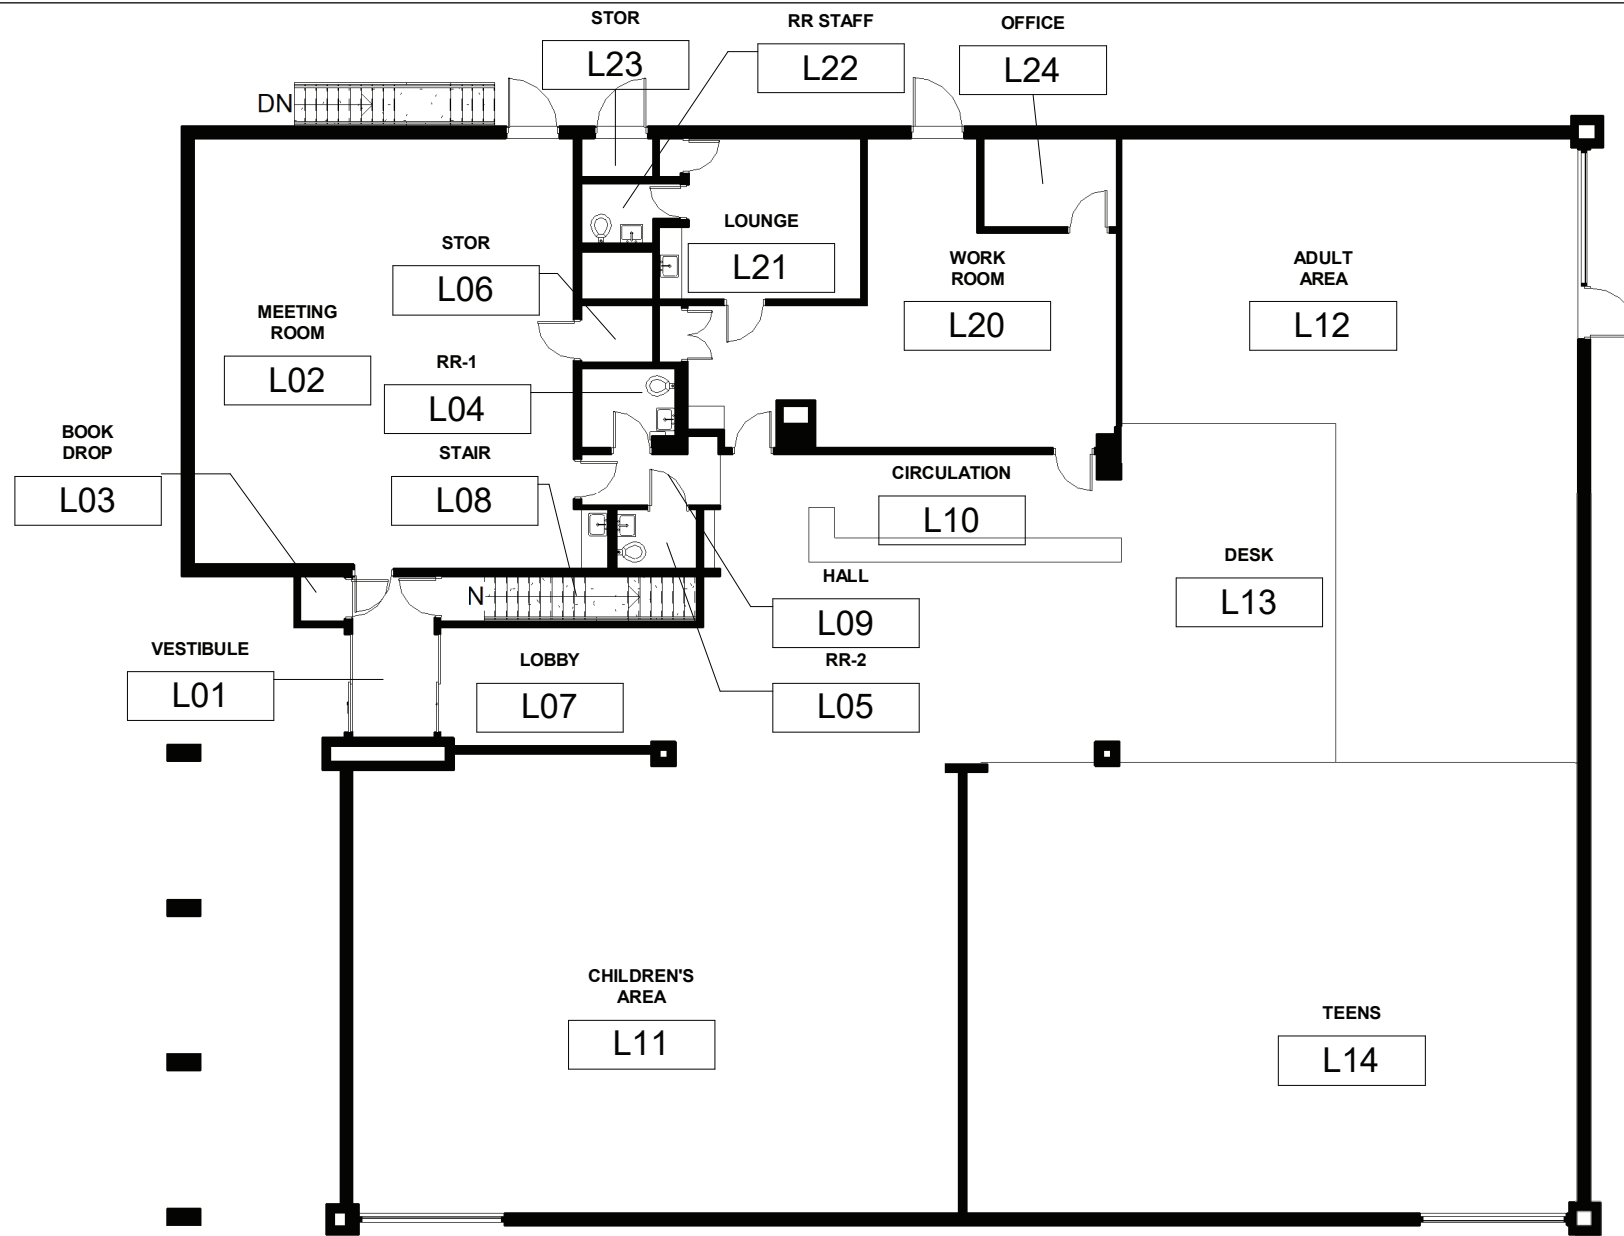 STOR
L23
RR STAFF
L22
OFFICE
L24
DN
STOR
L06
LOUNGE
L21
WORK
ROOM
L20
ADULT
AREA
L12
MEETING
ROOM
L02
RR-1
L04
BOOK
DROP
L03
STAIR
L08
CIRCULATION
L10
DESK
L13
N
HALL
L09
VESTIBULE
L01
LOBBY
L07
RR-2
L05
CHILDREN'S
AREA
L11
TEENS
L14